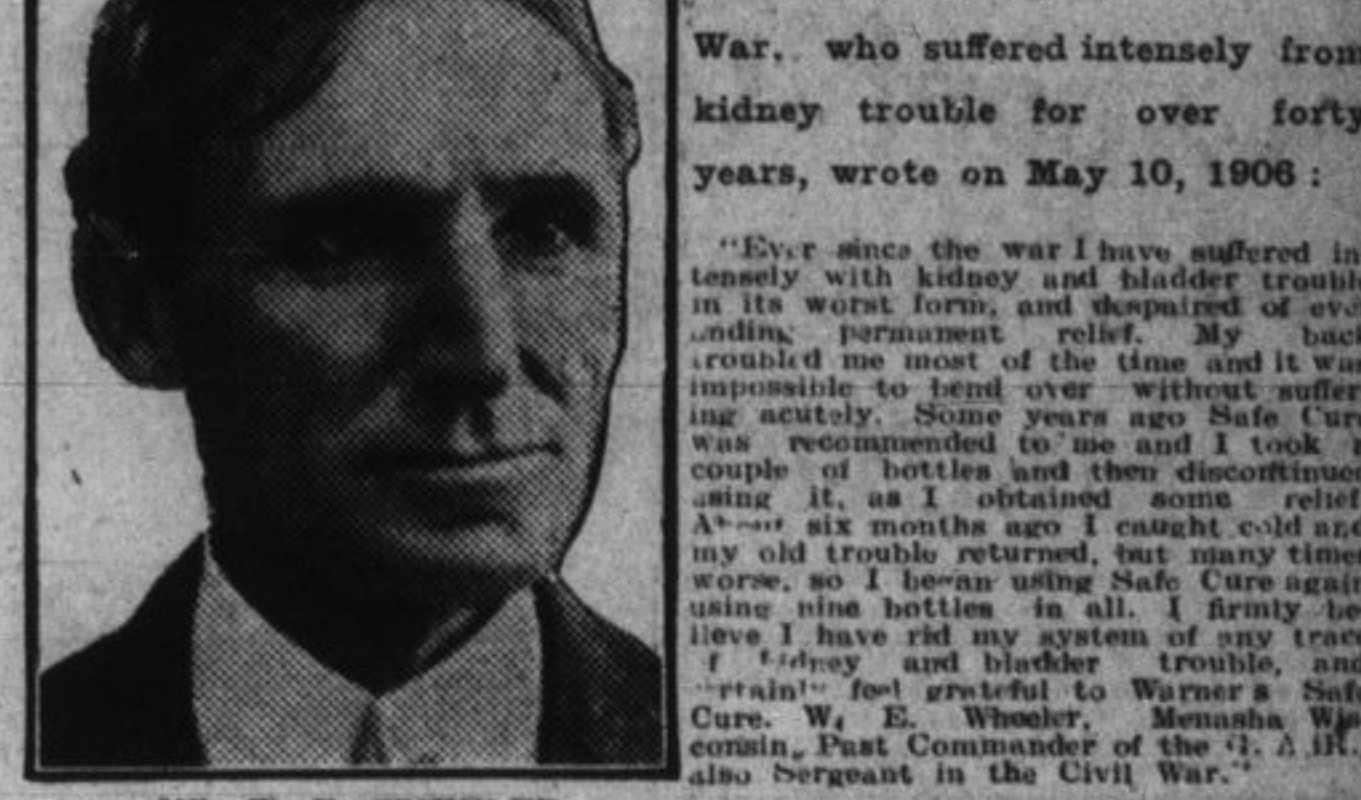 War, who suffered intensely from
kidney trouble for over forty
years, wrote on May 10, 1906 :
"Ever since the war I have suffered in
tensely with kidney and bladder troubl
in its worst form, and despaired of eve
nding permanent relief. My back
troubled me most of the time and it was
impossible to bend over without suffer
ing acutely. Some years ago Safe Cure
was recommended to me and I took a
couple of bottles and then discontinued
using it, as I obtained some relief
About six months ago I caught cold and
my old trouble returned, but many times
worse, so I began using Safe Cure again
using nine bottles in all. I firmly be
lieve I have rid my system of any trace
f kidney and bladder trouble, and
certainly feel grateful to Warner's Safe
Cure. W. E. Wheeler, Menasha Wis
consin, Past Commander of the G. A. R.
also Sergeant in the Civil War."